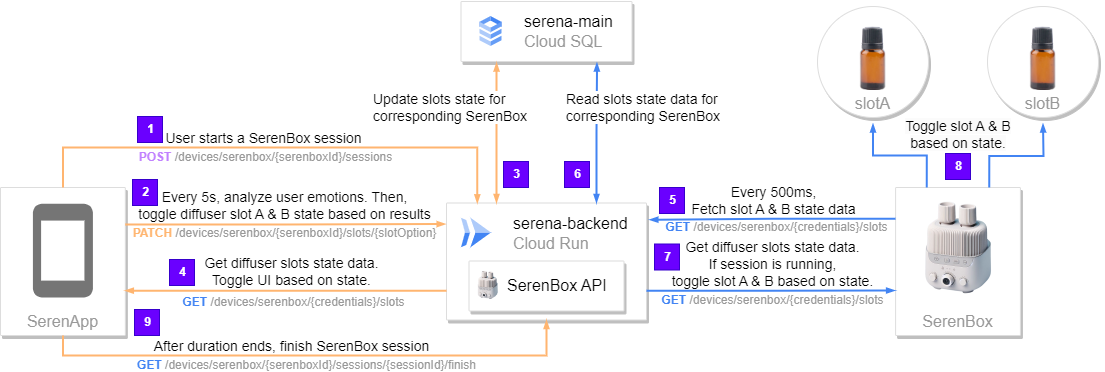 serena-main
Cloud SQL
slotA
slotB
Update slots state for
corresponding SerenBox
Read slots state data for
corresponding SerenBox
1
User starts a SerenBox session
POST /devices/serenbox/{serenboxId}/sessions
2
Every 5s, analyze user emotions. Then,
toggle diffuser slot A & B state based on results
PATCH /devices/serenbox/{serenboxId}/slots/{slotOption}
3
6
serena-backend
Cloud Run
SerenBox API
5
Every 500ms,
Fetch slot A & B state data
GET /devices/serenbox/{credentials}/slots
Toggle slot A & B
based on state.
8
4
Get diffuser slots state data.
Toggle UI based on state.
GET /devices/serenbox/{credentials}/slots
7
Get diffuser slots state data.
If session is running,
toggle slot A & B based on state.
GET /devices/serenbox/{credentials}/slots
SerenApp
SerenBox
9
After duration ends, finish SerenBox session
GET /devices/serenbox/{serenboxId}/sessions/{sessionId}/finish